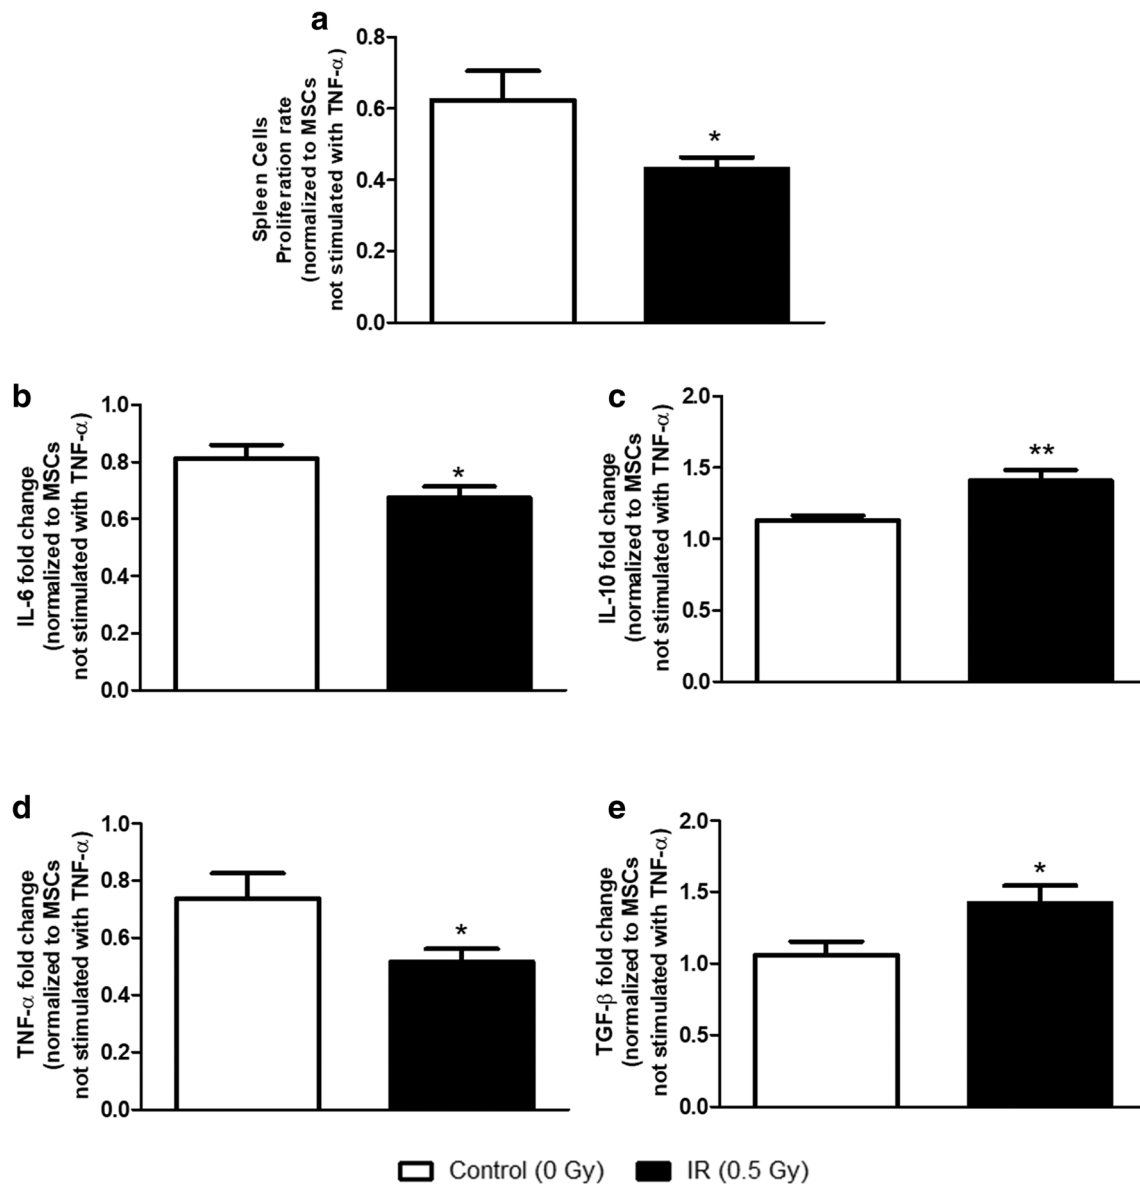 a
Spleen Cells
Proliferation rate
(normalized to MSCs
not stimulated with TNF-α)
0.8
0.6
0.4
0.2
0.0
*
b
IL-6 fold change
(normalized to MSCs
not stimulated with TNF-α)
1.0
0.8
0.6
0.4
0.2
0.0
*
c
IL-10 fold change
(normalized to MSCs
not stimulated with TNF-α)
2.0
1.5
1.0
0.5
0.0
**
d
TNF-α fold change
(normalized to MSCs
not stimulated with TNF-α)
1.0
0.8
0.6
0.4
0.2
0.0
*
e
TGF-β fold change
(normalized to MSCs
not stimulated with TNF-α)
2.0
1.5
1.0
0.5
0.0
*
Control (0 Gy) IR (0.5 Gy)